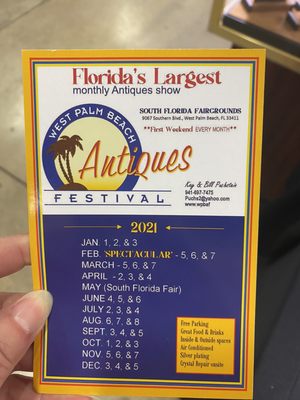 Florida's Largest
monthly Antiques show
WEST PALM BEACH
Antiques
FESTIVAL
SOUTH FLORIDA FAIRGROUNDS
9067 Southern Blvd., West Palm Beach, FL 33411
**First Weekend EVERY MONTH**
Kay & Bill Puchstein
941-697-7475
Puchs2@yahoo.com
www.wpbaf
2021
JAN. 1, 2, & 3
FEB. "SPECTACULAR" - 5, 6, & 7
MARCH - 5, 6, & 7
APRIL - 2, 3, & 4
MAY (South Florida Fair)
JUNE 4, 5, & 6
JULY 2, 3, & 4
AUG. 6, 7, & 8
SEPT. 3, 4, & 5
OCT. 1, 2, & 3
NOV. 5, 6, & 7
DEC. 3, 4, & 5
Free Parking
Great Food & Drinks
Inside & Outside spaces
Air Conditioned
Silver plating
Crystal Repair onsite